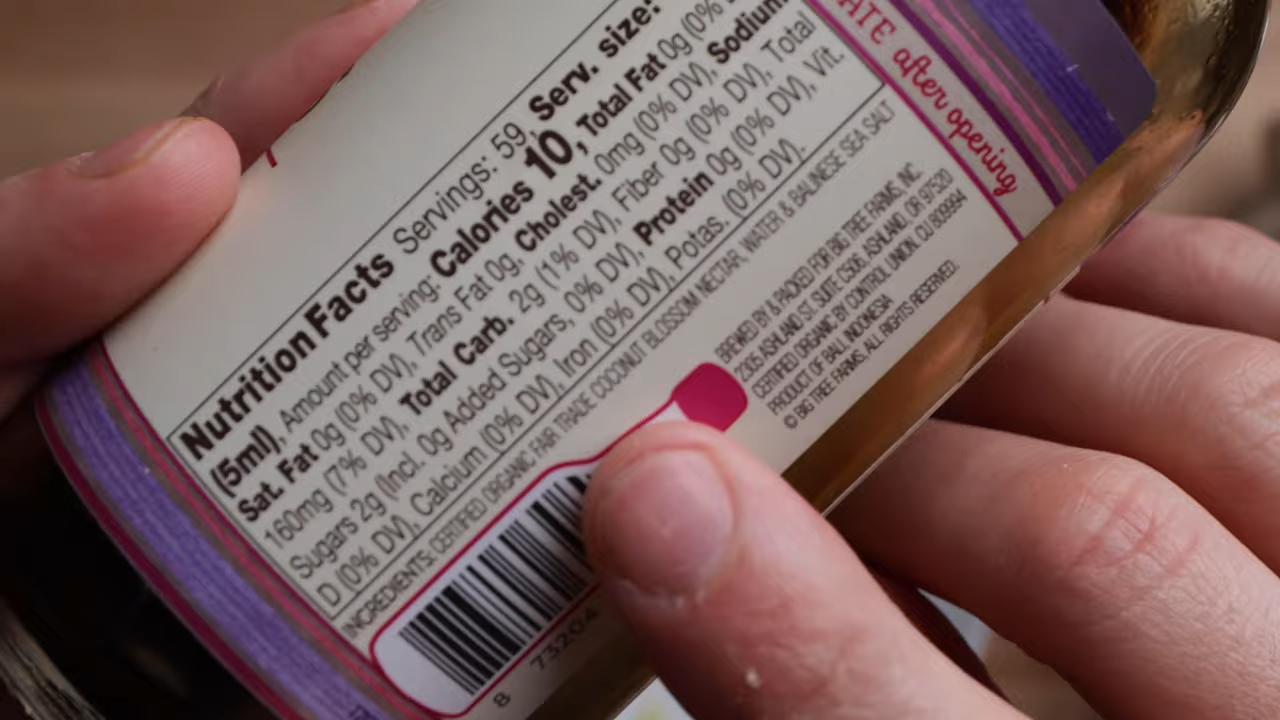 Nutrition Facts Servings: 59, Serv. size:
(5ml), Amount per serving: Calories 10, Total Fat 0g (0%
Sat. Fat 0g (0% DV), Trans Fat 0g, Cholest. 0mg (0% DV), Sodium
160mg (7% DV), Total Carb. 2g (1% DV), Fiber 0g (0% DV), Total
Sugars 2g (Incl. 0g Added Sugars, 0% DV), Protein 0g (0% DV), Vit.
D (0% DV), Calcium (0% DV), Iron (0% DV), Potas. (0% DV).
INGREDIENTS: CERTIFIED ORGANIC FAIR TRADE COCONUT BLOSSOM NECTAR, WATER & BALINESE SEA SALT
BREWED BY & PACKED FOR BIG TREE FARMS, INC.
2305 ASHLAND ST. SUITE C506 ASHLAND, OR 97520
CERTIFIED ORGANIC BY CONTROL UNION. CU 809984
PRODUCT OF BALI, INDONESIA
© BIG TREE FARMS, ALL RIGHTS RESERVED.
8 73204
after opening